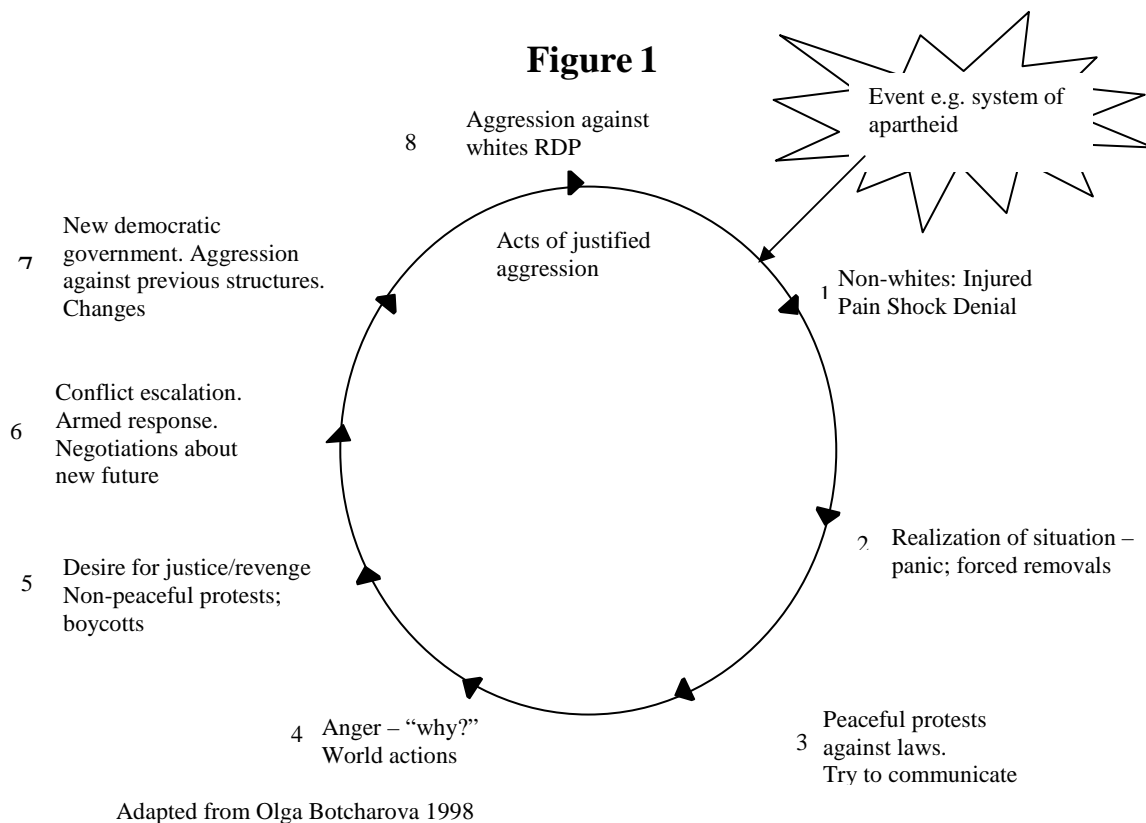 Figure 1
Event e.g. system of
apartheid
8
Aggression against
whites RDP
Acts of justified
aggression
1
Non-whites: Injured
Pain Shock Denial
2
Realization of situation –
panic; forced removals
3
Peaceful protests
against laws.
Try to communicate
4
Anger – “why?”
World actions
5
Desire for justice/revenge
Non-peaceful protests;
boycotts
6
Conflict escalation.
Armed response.
Negotiations about
new future
7
New democratic
government. Aggression
against previous structures.
Changes
Adapted from Olga Botcharova 1998